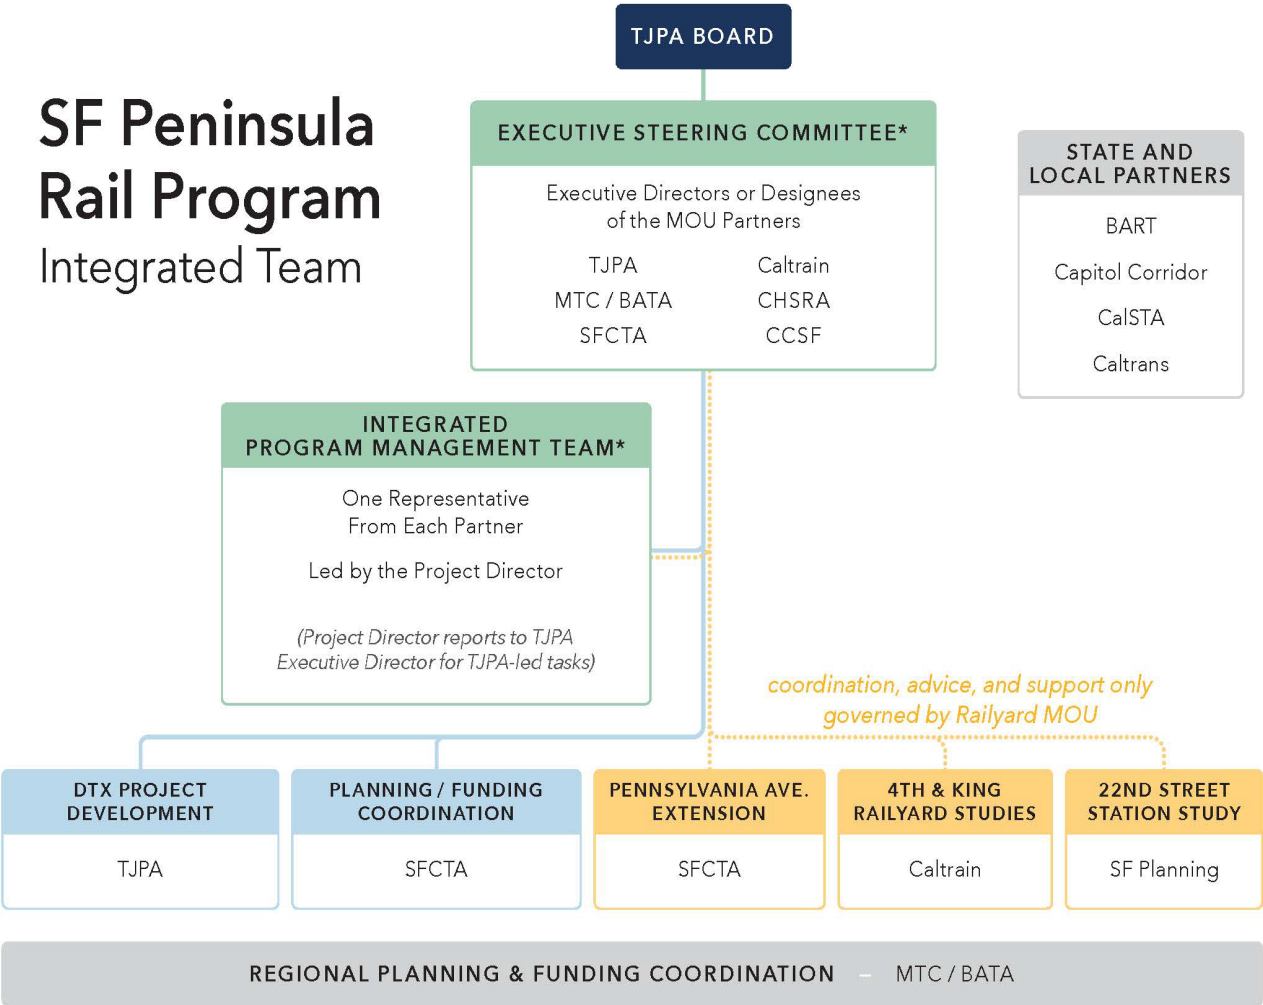 TJPA BOARD
SF Peninsula
Rail Program
Integrated Team
EXECUTIVE STEERING COMMITTEE*
Executive Directors or Designees
of the MOU Partners
TJPA
Caltrain
MTC / BATA
CHSRA
SFCTA
CCSF
STATE AND
LOCAL PARTNERS
BART
Capitol Corridor
CalSTA
Caltrans
INTEGRATED
PROGRAM MANAGEMENT TEAM*
One Representative
From Each Partner
Led by the Project Director
(Project Director reports to TJPA
Executive Director for TJPA-led tasks)
coordination, advice, and support only
governed by Railyard MOU
DTX PROJECT
DEVELOPMENT
TJPA
PLANNING / FUNDING
COORDINATION
SFCTA
PENNSYLVANIA AVE.
EXTENSION
SFCTA
4TH & KING
RAILYARD STUDIES
Caltrain
22ND STREET
STATION STUDY
SF Planning
REGIONAL PLANNING & FUNDING COORDINATION – MTC / BATA